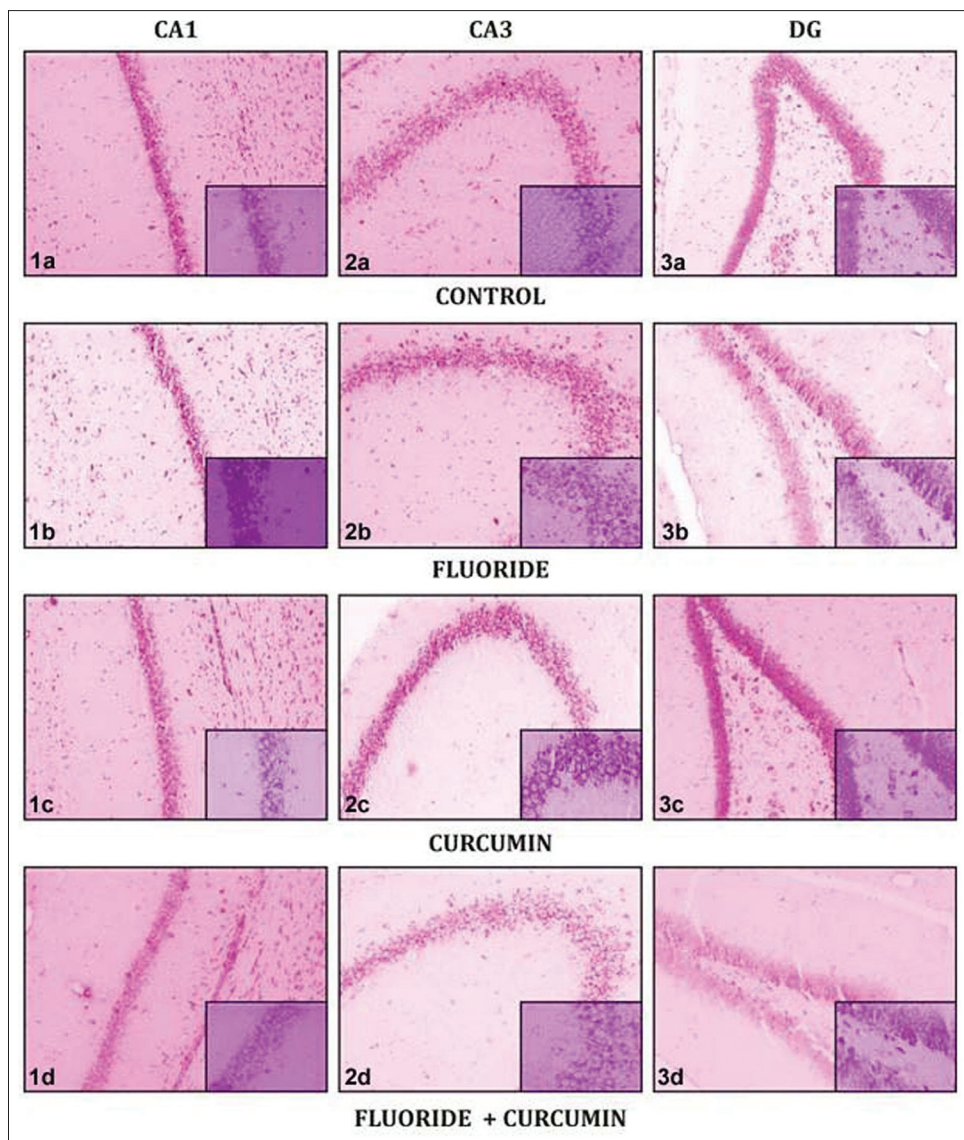 CA1 CA3 DG
1a 2a 3a
CONTROL
1b 2b 3b
FLUORIDE
1c 2c 3c
CURCUMIN
1d 2d 3d
FLUORIDE + CURCUMIN